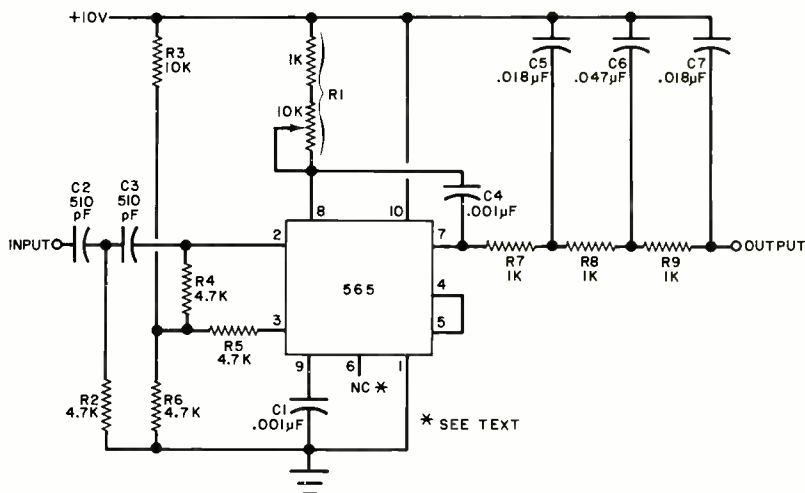 +10V
R3
10K
1K
R1
10K
C5
.018µF
C6
.047µF
C7
.018µF
C2
510
pF
C3
510
pF
C4
.001µF
8
10
INPUT
2
7
OUTPUT
R7
1K
R8
1K
R9
1K
R4
4.7K
565
4
3
5
R5
4.7K
9
6
1
NC *
R2
4.7K
R6
4.7K
C1
.001µF
* SEE TEXT